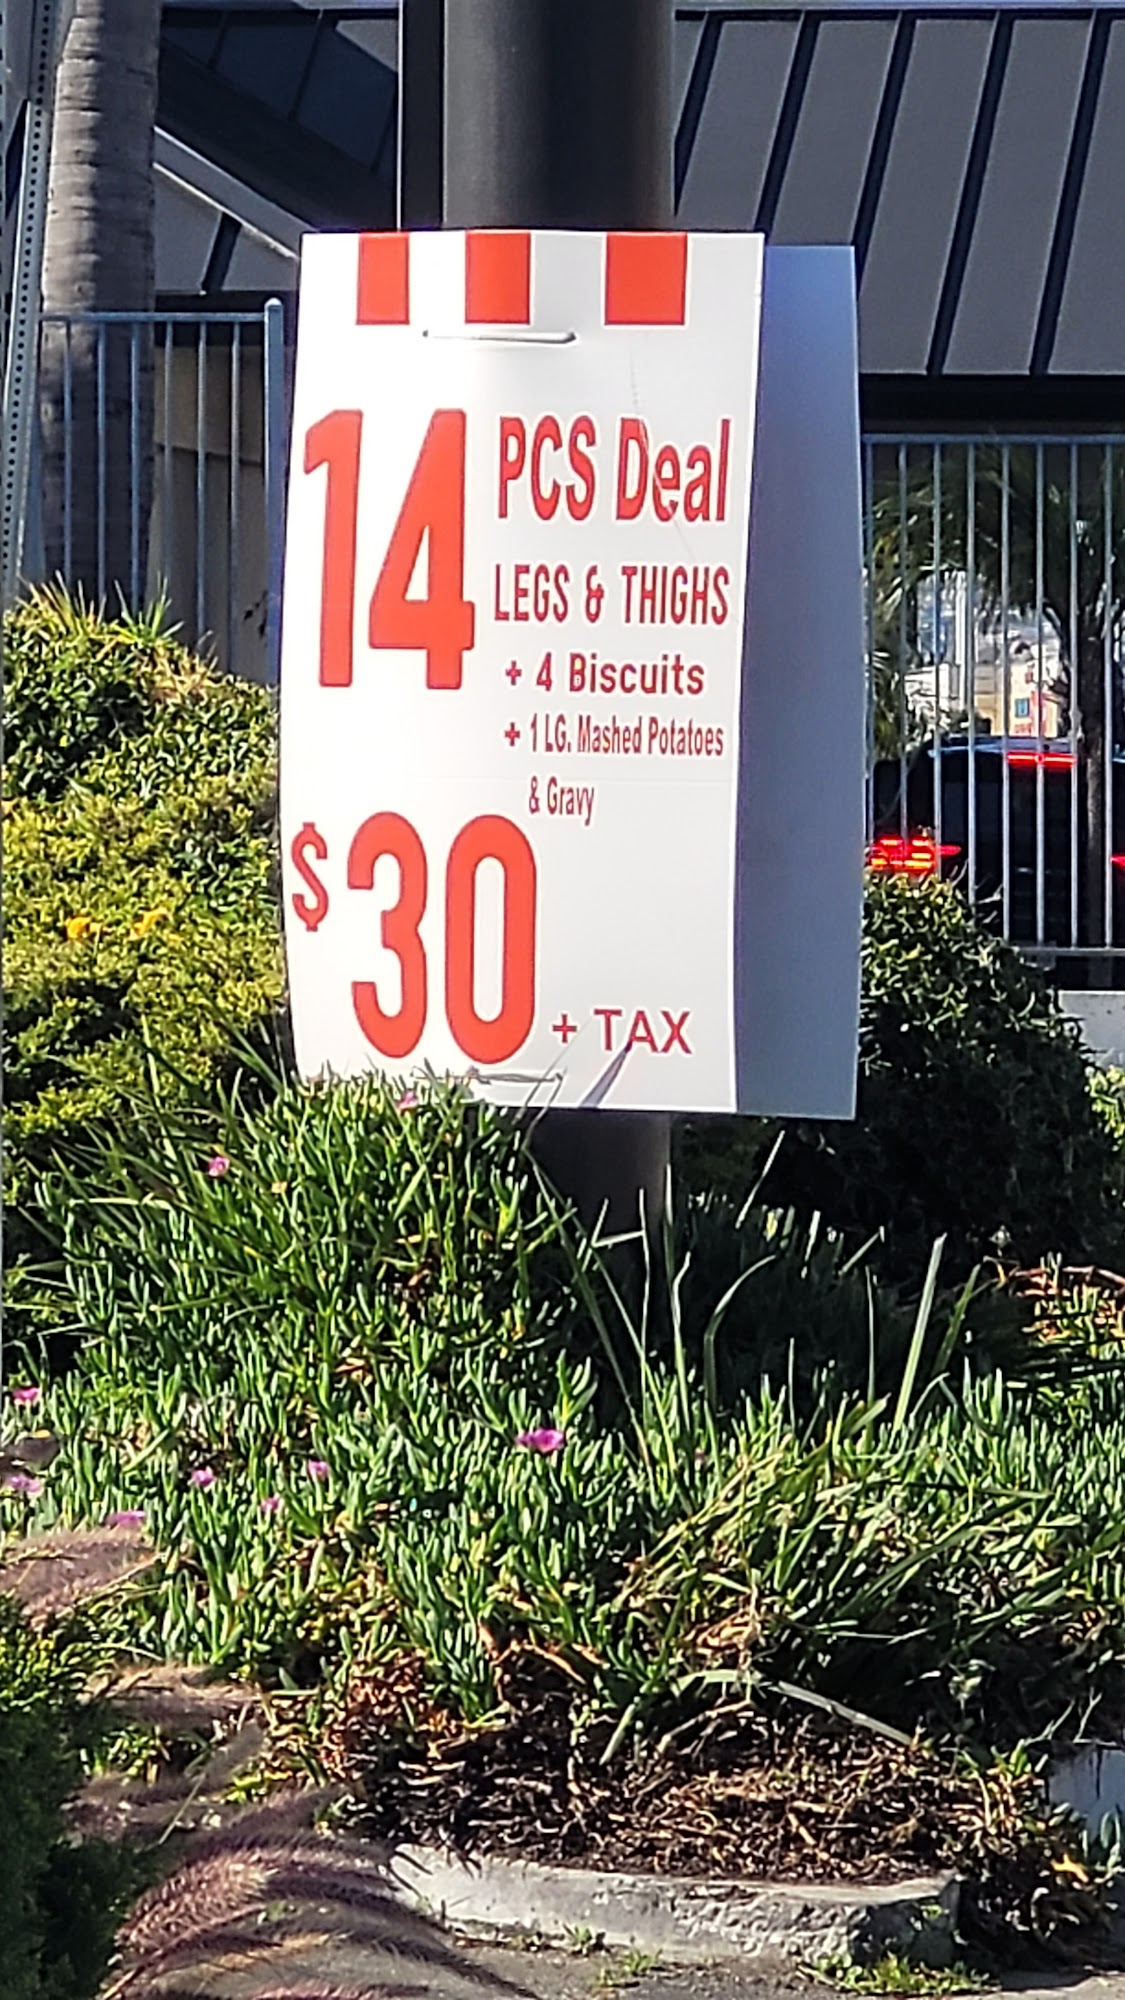 14 PCS Deal
LEGS & THIGHS
+ 4 Biscuits
+ 1 LG. Mashed Potatoes
& Gravy
$30 + TAX